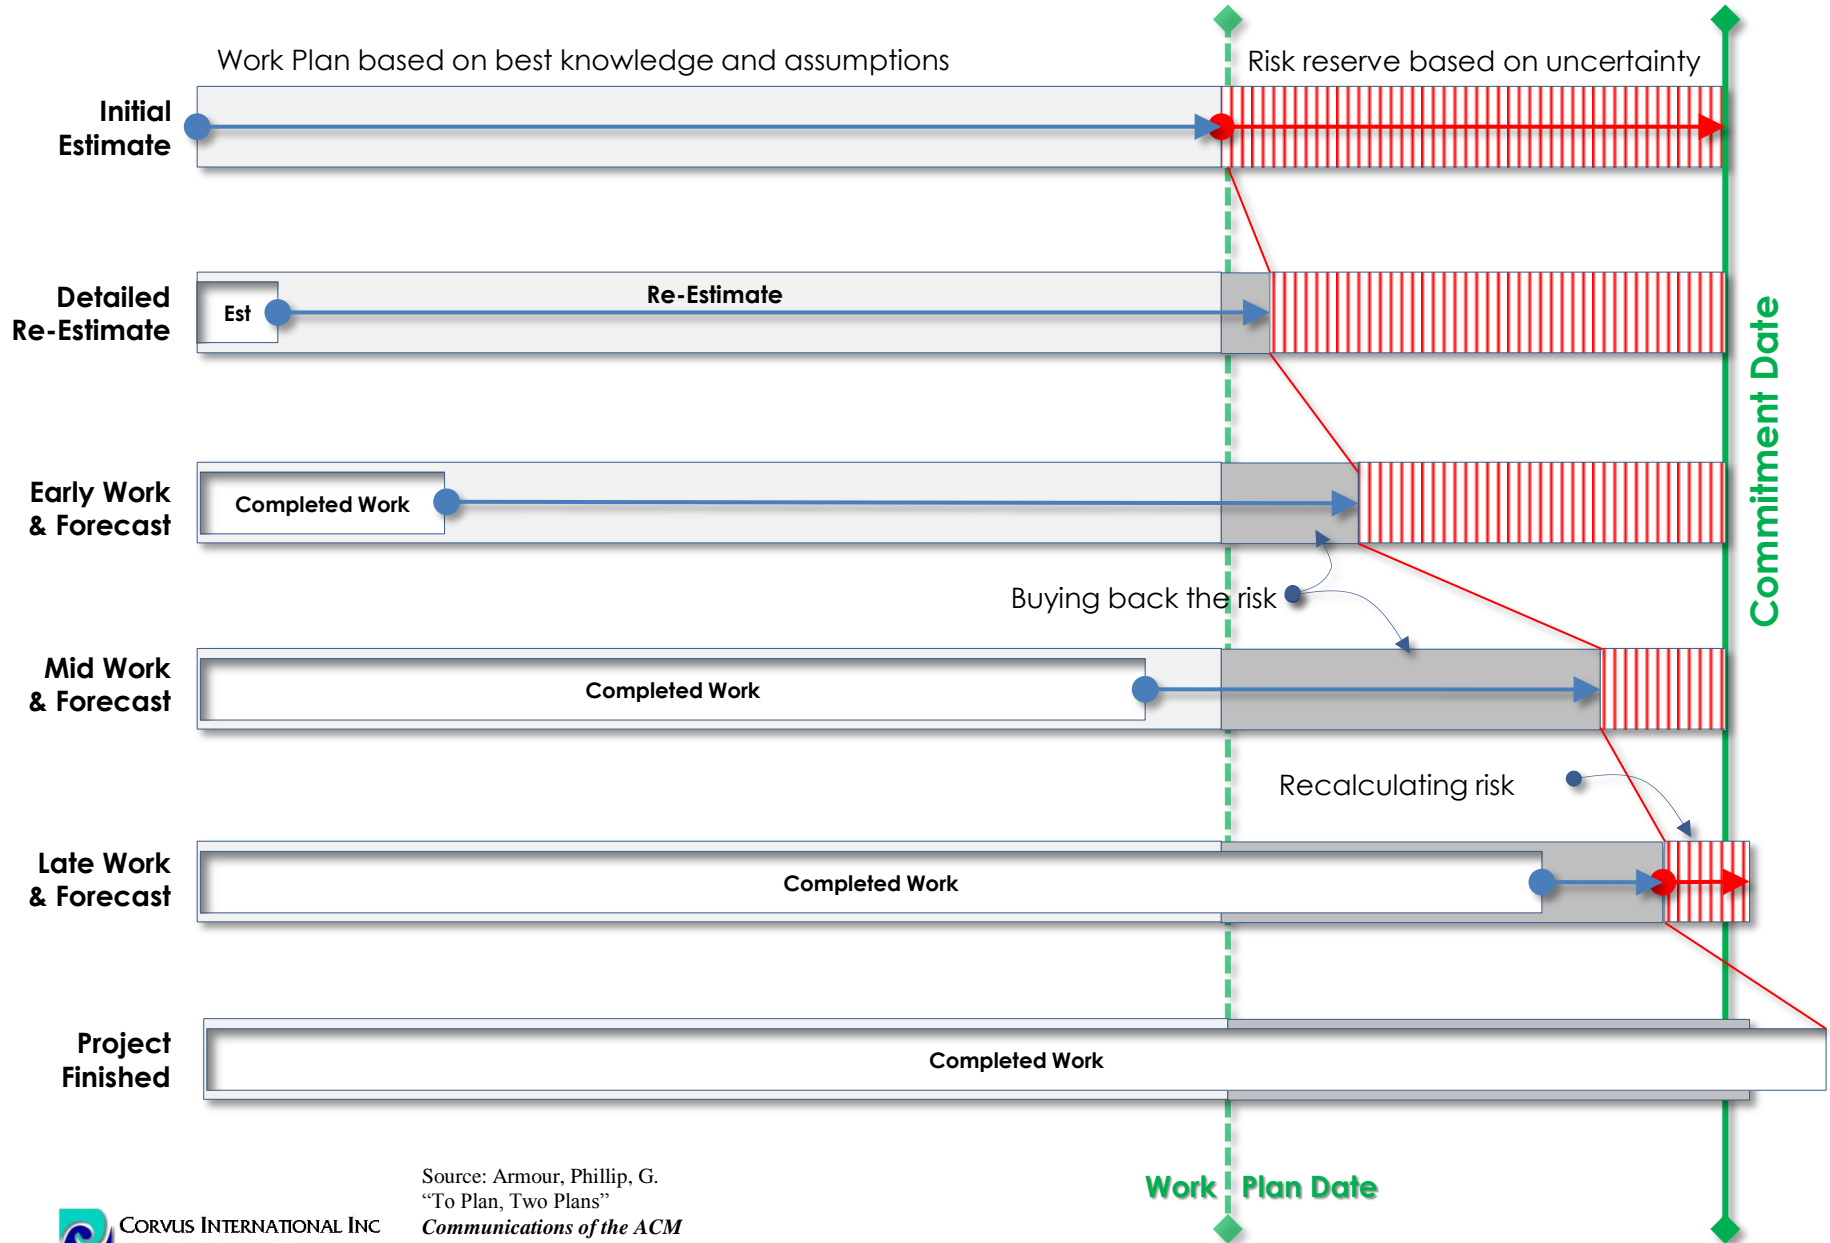 Work Plan based on best knowledge and assumptions
Risk reserve based on uncertainty
Initial
Estimate
Detailed
Re-Estimate
Est
Re-Estimate
Early Work
& Forecast
Completed Work
Commitment Date
Buying back the risk
Mid Work
& Forecast
Completed Work
Recalculating risk
Late Work
& Forecast
Completed Work
Project
Finished
Completed Work
Work Plan Date
Source: Armour, Phillip, G.
“To Plan, Two Plans”
Communications of the ACM
CORVUS INTERNATIONAL INC